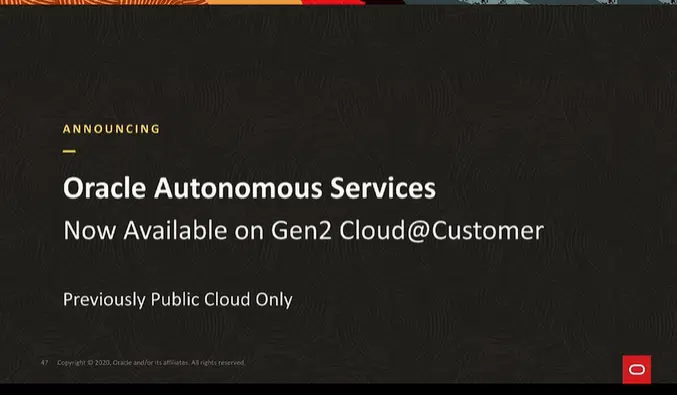 ANNOUNCING
Oracle Autonomous Services
Now Available on Gen2 Cloud@Customer
Previously Public Cloud Only
47 Copyright © 2020, Oracle and/or its affiliates. All rights reserved.